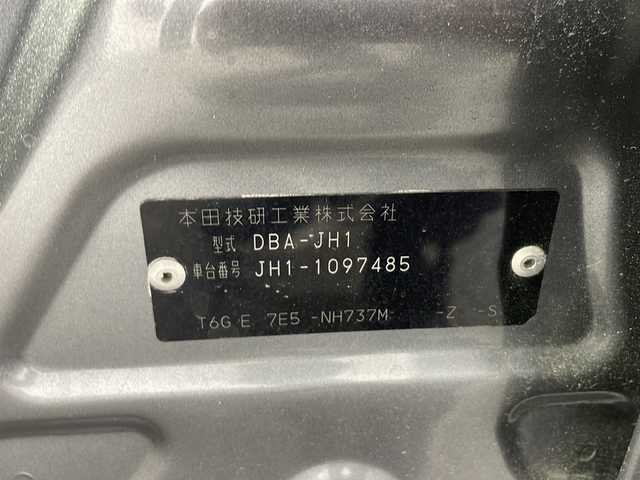 本田技研工業株式会社
型式 DBA-JH1
車台番号 JH1-1097485
T6G E 7E5 -NH737M -Z -S